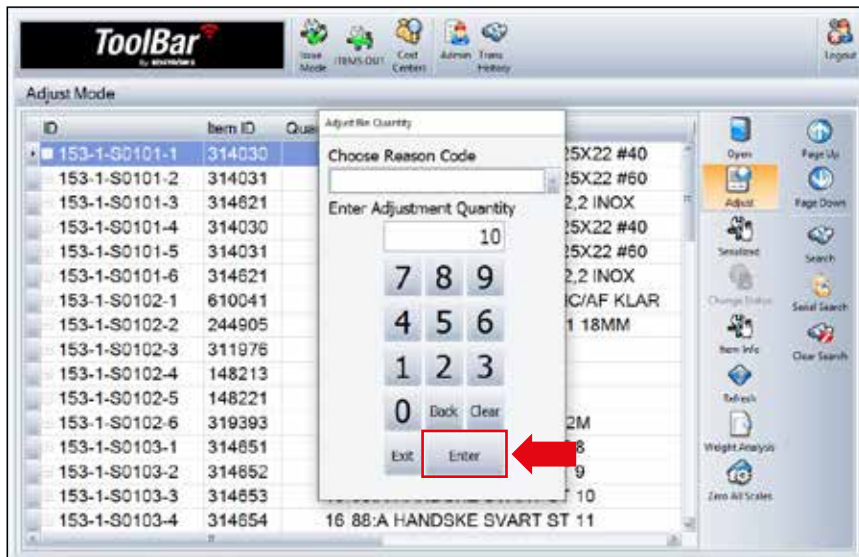 ToolBar
Issue Mode
ITEMS OUT
Cost Centers
Admin
Trans History
Logout
Adjust Mode
ID Item ID Quan
153-1-S0101-1 314030 25X22 #40
153-1-S0101-2 314031 25X22 #60
153-1-S0101-3 314621 2,2 INOX
153-1-S0101-4 314030 25X22 #40
153-1-S0101-5 314031 25X22 #60
153-1-S0101-6 314621 2,2 INOX
153-1-S0102-1 610041 IC/AF KLAR
153-1-S0102-2 244905 1 18MM
153-1-S0102-3 311976
153-1-S0102-4 148213
153-1-S0102-5 148221
153-1-S0102-6 319393 2M
153-1-S0103-1 314651 8
153-1-S0103-2 314652 9
153-1-S0103-3 314653 ST 10
153-1-S0103-4 314654 16 88:A HANDSKE SVART ST 11
Adjust Bin Quantity
Choose Reason Code
Enter Adjustment Quantity
10
7 8 9
4 5 6
1 2 3
0 Back Clear
Exit Enter
Open
Adjust
Serialized
Change Status
Item Info
Refresh
Weight Analysis
Zero All Scales
Page Up
Page Down
Search
Serial Search
Clear Search